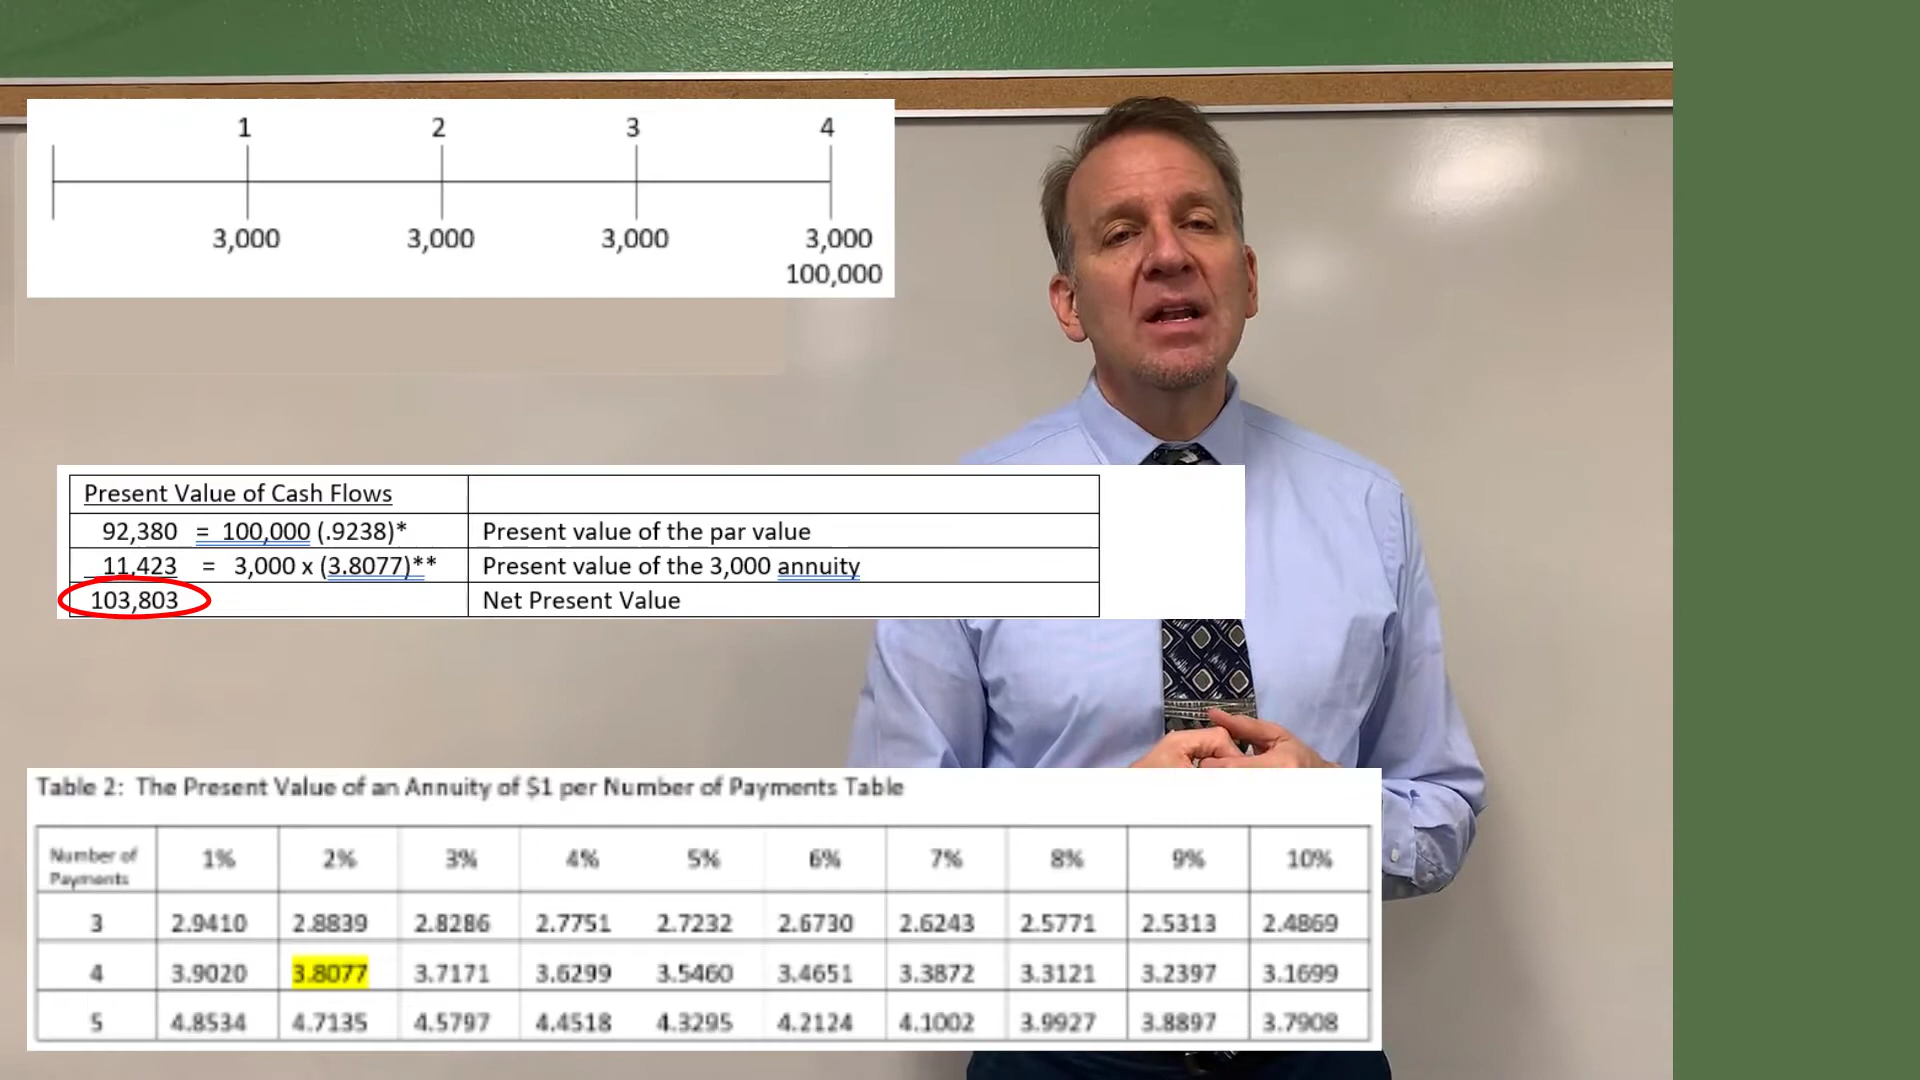 1 2 3 4
3,000 3,000 3,000 3,000
100,000
Present Value of Cash Flows
92,380 = 100,000 (.9238)* Present value of the par value
11,423 = 3,000 x (3.8077)** Present value of the 3,000 annuity
103,803 Net Present Value
Table 2: The Present Value of an Annuity of $1 per Number of Payments Table
Number of Payments 1% 2% 3% 4% 5% 6% 7% 8% 9% 10%
3 2.9410 2.8839 2.8286 2.7751 2.7232 2.6730 2.6243 2.5771 2.5313 2.4869
4 3.9020 3.8077 3.7171 3.6299 3.5460 3.4651 3.3872 3.3121 3.2397 3.1699
5 4.8534 4.7135 4.5797 4.4518 4.3295 4.2124 4.1002 3.9927 3.8897 3.7908